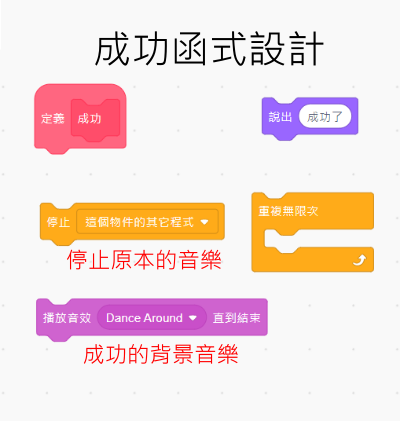 成功函式設計
定義 成功
說出 成功了
停止 這個物件的其它程式
重複無限次
停止原本的音樂
播放音效 Dance Around 直到結束
成功的背景音樂